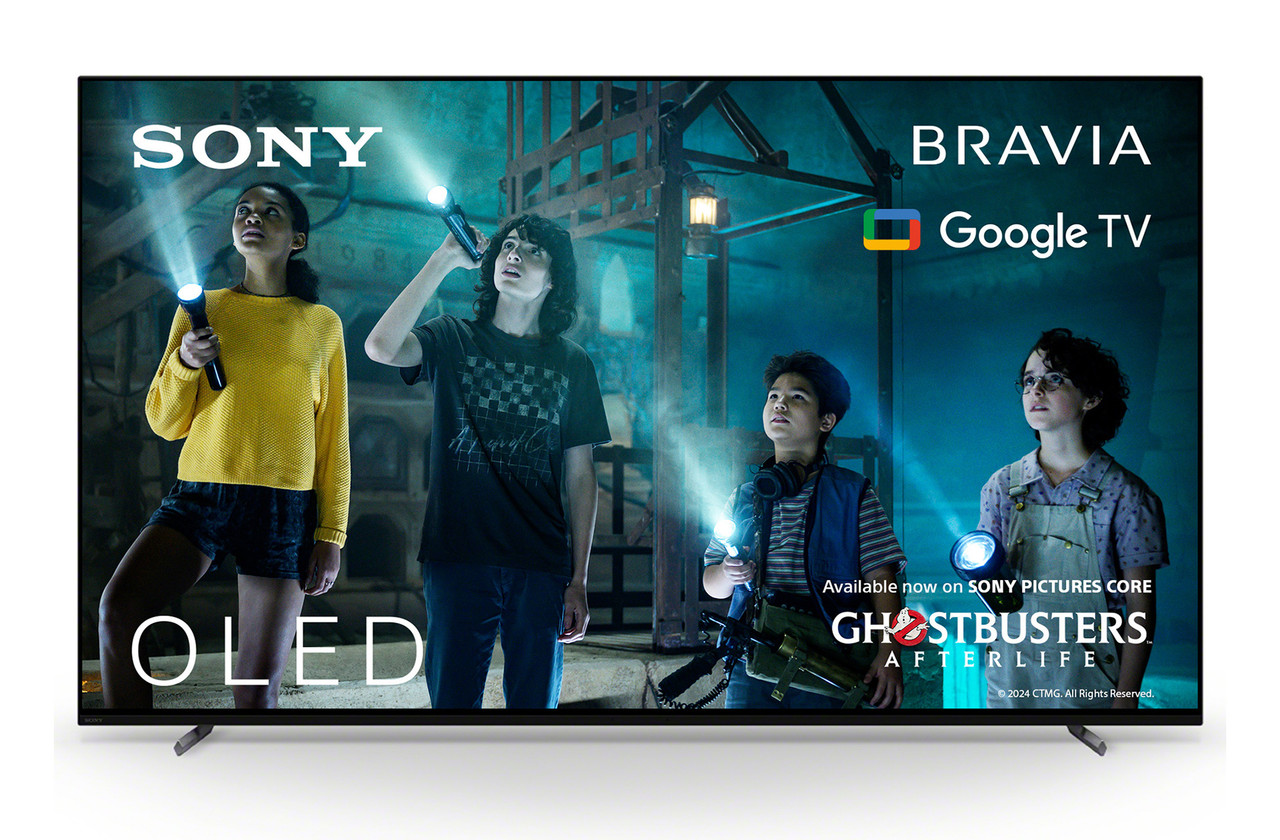 SONY
BRAVIA
Google TV
OLED
Available now on SONY PICTURES CORE
GHOSTBUSTERS
AFTERLIFE
© 2024 CTMG. All Rights Reserved.
SONY